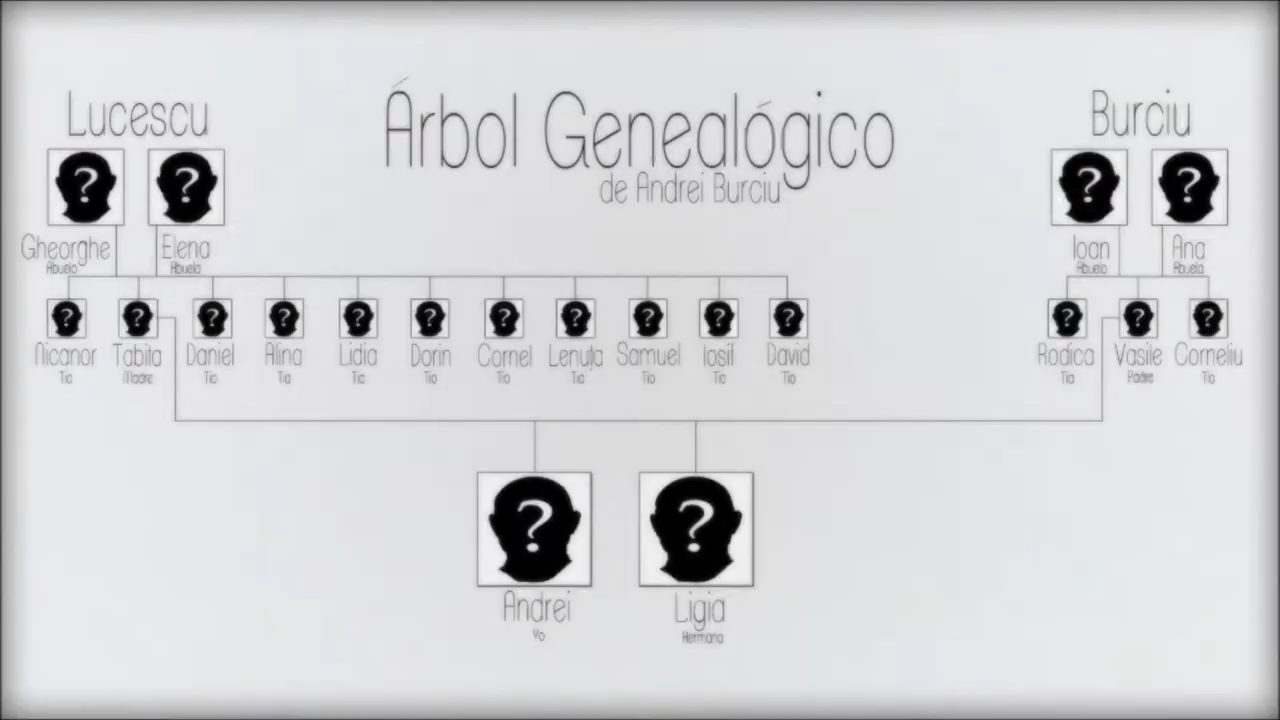 Árbol Genealógico
de Andrei Burciu
Lucescu
Burciu
Gheorghe
Abuelo
Elena
Abuela
Ioan
Abuelo
Ana
Abuela
Nicanor
Tío
Tabita
Madre
Daniel
Tío
Alina
Tía
Lidia
Tía
Dorin
Tío
Cornel
Tío
Lenuța
Tía
Samuel
Tío
Iosif
Tío
David
Tío
Rodica
Tía
Vasile
Padre
Corneliu
Tío
Andrei
Yo
Ligia
Hermana